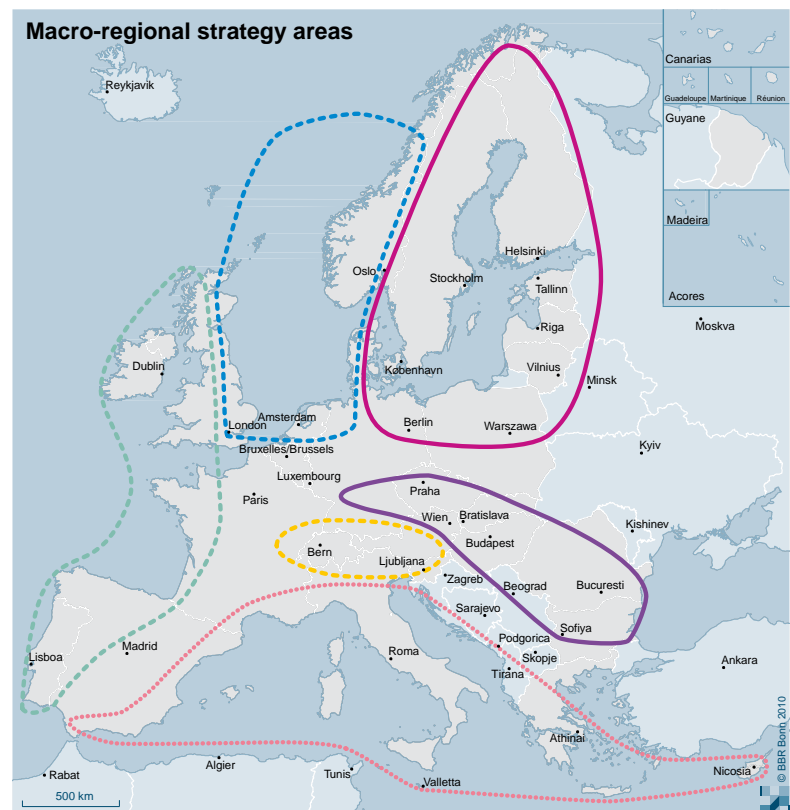 Macro-regional strategy areas
Canarias
Guadeloupe Martinique Réunion
Guyane
Madeira
Acores
Reykjavik
Oslo
Helsinki
Stockholm
Tallinn
Riga
Moskva
København
Vilnius
Minsk
Dublin
Amsterdam
London
Berlin
Warszawa
Bruxelles/Brussels
Kyiv
Luxembourg
Paris
Praha
Wien
Bratislava
Kishinev
Budapest
Bern
Ljubljana
Zagreb
Beograd
Bucuresti
Sarajevo
Sofiya
Podgorica
Madrid
Roma
Skopje
Lisboa
Tirana
Ankara
Athinai
Algier
Rabat
Tunis
Valletta
Nicosia
500 km
© BBR Bonn 2010